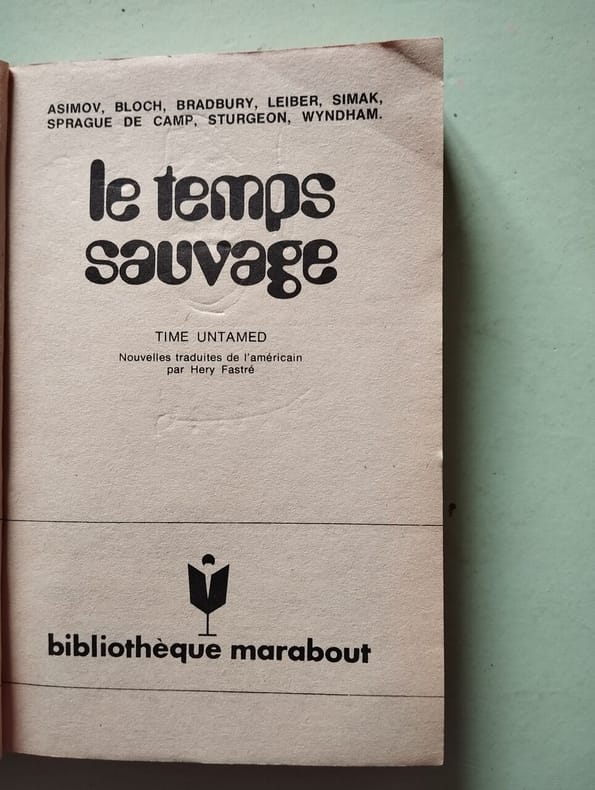 ASIMOV, BLOCH, BRADBURY, LEIBER, SIMAK,
SPRAGUE DE CAMP, STURGEON, WYNDHAM.
le temps
sauvage
TIME UNTAMED
Nouvelles traduites de l'américain
par Hery Fastré
bibliothèque marabout